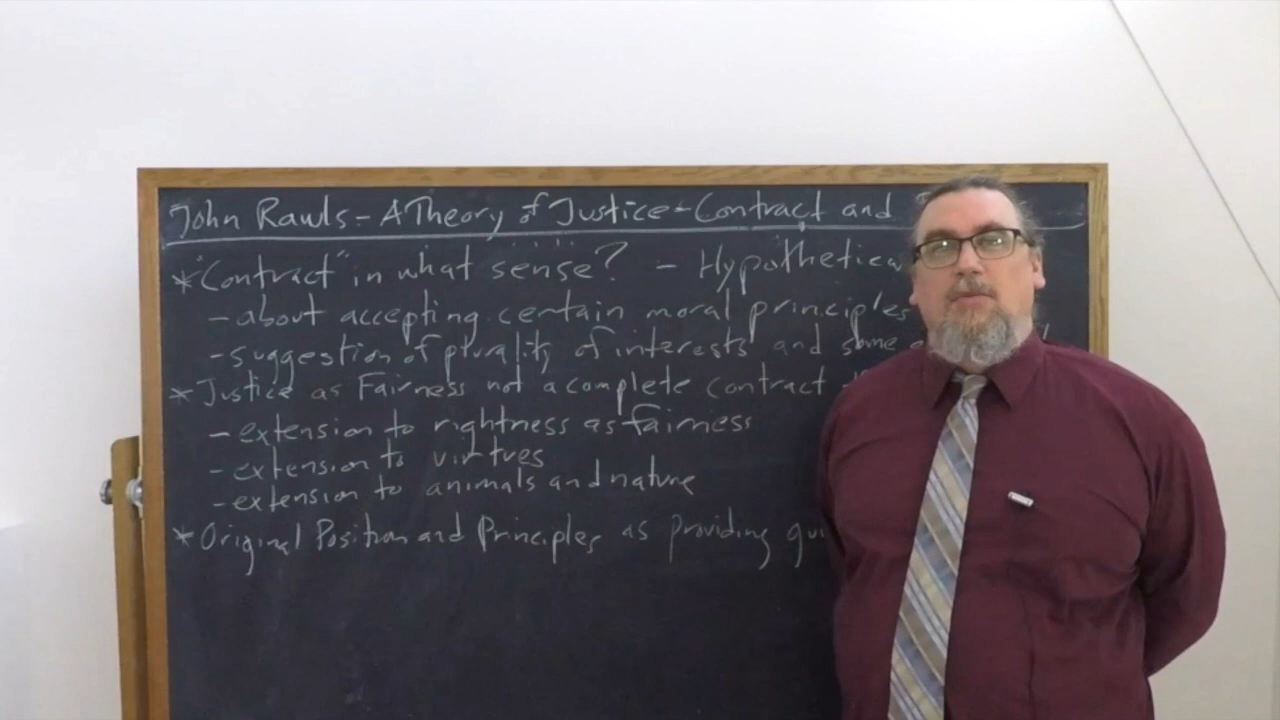 John Rawls - A Theory of Justice - Contract and
* "Contract" in what sense? - Hypothetica
- about accepting certain moral principles
- suggestion of plurality of interests and some
* Justice as Fairness not a complete contract
- extension to rightness as fairness
- extension to virtues
- extension to animals and nature
* Original Position and Principles as providing gui